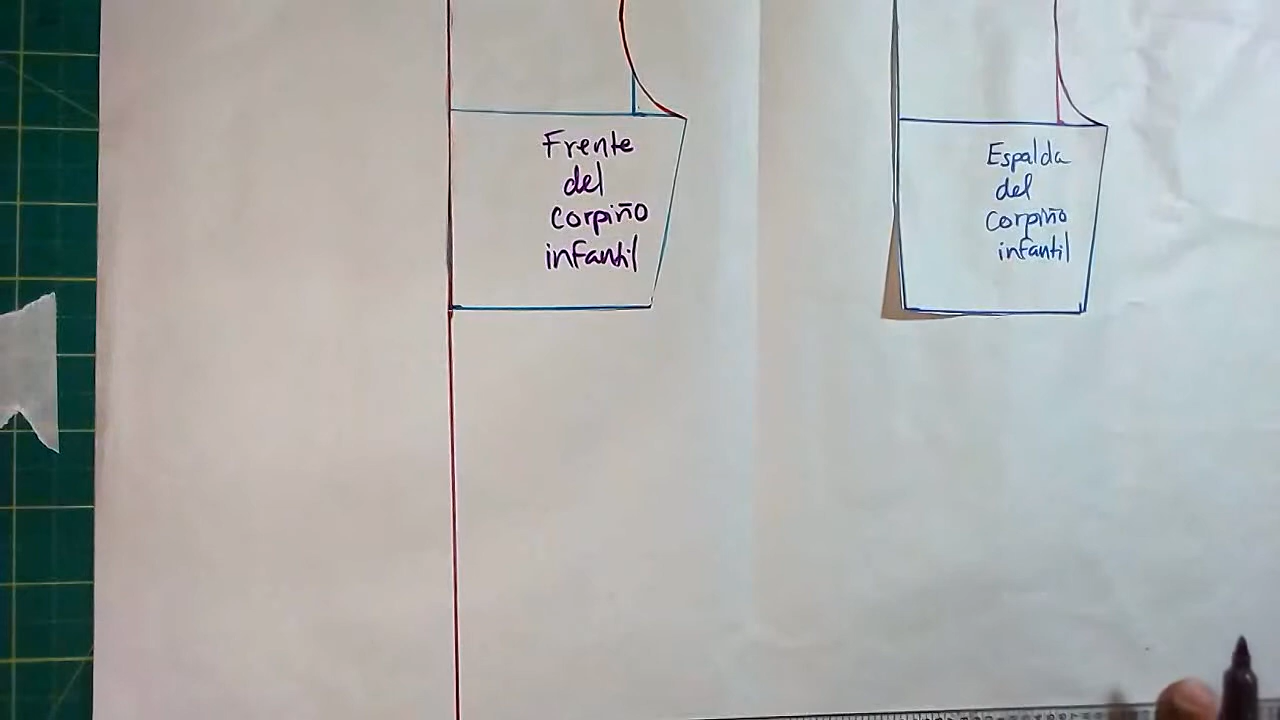 Frente
del
Corpiño
infantil
Espalda
del
Corpiño
infantil